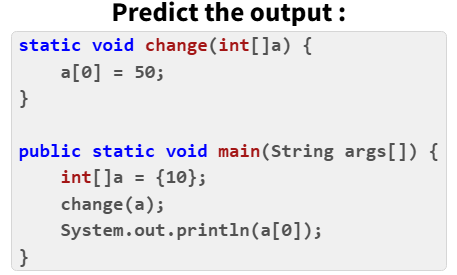 Predict the output :
static void change(int[]a) {
    a[0] = 50;
}

public static void main(String args[]) {
    int[]a = {10};
    change(a);
    System.out.println(a[0]);
}